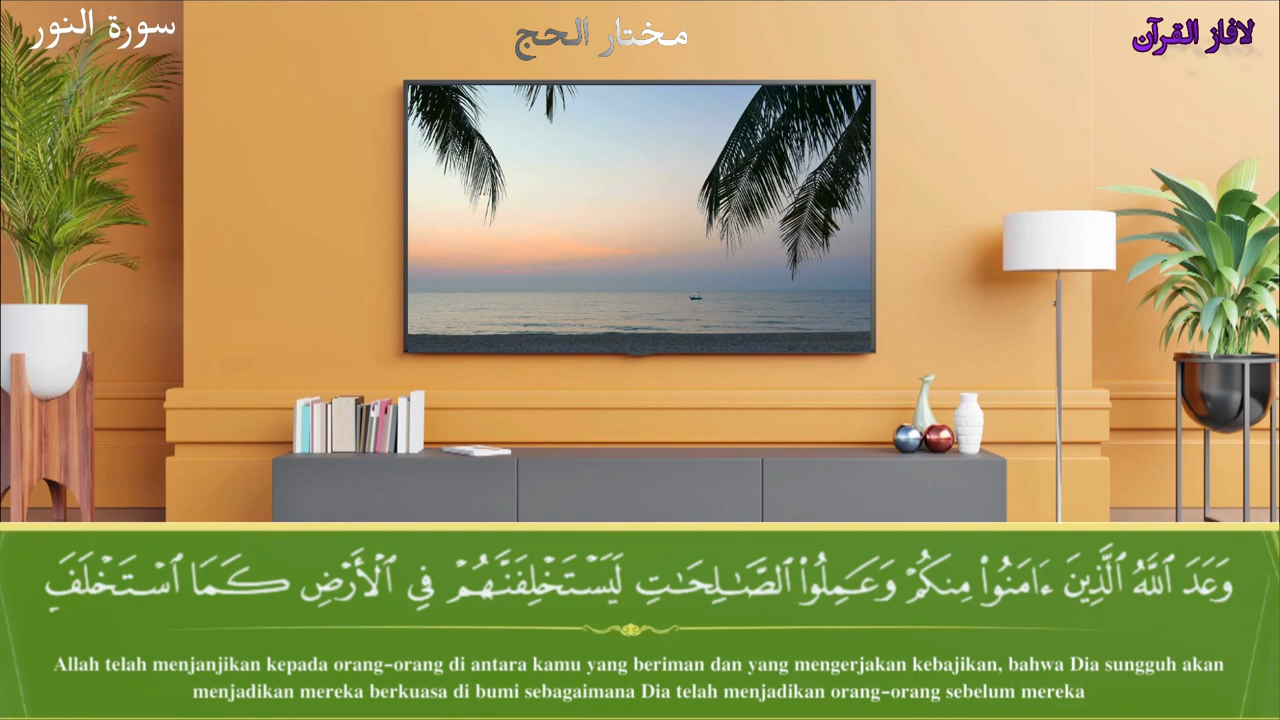 سورة النور
مختار الحج
لافاز القرآن
وَعَدَ ٱللَّهُ ٱلَّذِينَ ءَامَنُوا۟ مِنكُمْ وَعَمِلُوا۟ ٱلصَّـٰلِحَـٰتِ لَيَسْتَخْلِفَنَّهُمْ فِي ٱلْأَرْضِ كَمَا ٱسْتَخْلَفَ
Allah telah menjanjikan kepada orang-orang di antara kamu yang beriman dan yang mengerjakan kebajikan, bahwa Dia sungguh akan
menjadikan mereka berkuasa di bumi sebagaimana Dia telah menjadikan orang-orang sebelum mereka